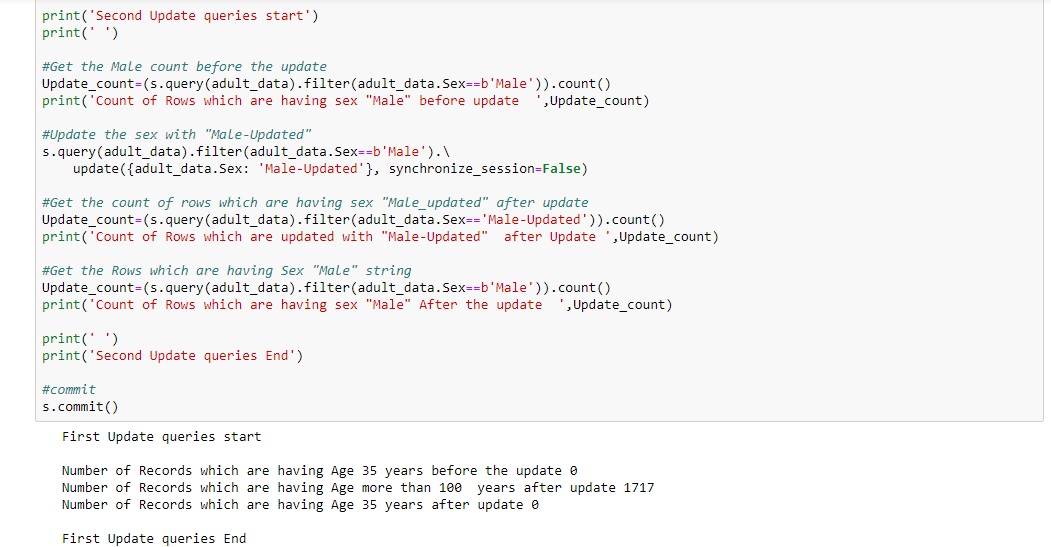 print('Second Update queries start')
print(' ')
#Get the Male count before the update
Update_count=(s.query(adult_data).filter(adult_data.Sex==b'Male')).count()
print('Count of Rows which are having sex "Male" before update  ',Update_count)
#Update the sex with "Male-Updated"
s.query(adult_data).filter(adult_data.Sex==b'Male').\
    update({adult_data.Sex: 'Male-Updated'}, synchronize_session=False)
#Get the count of rows which are having sex "Male_updated" after update
Update_count=(s.query(adult_data).filter(adult_data.Sex=='Male-Updated')).count()
print('Count of Rows which are updated with "Male-Updated"  after Update ',Update_count)
#Get the Rows which are having Sex "Male" string
Update_count=(s.query(adult_data).filter(adult_data.Sex==b'Male')).count()
print('Count of Rows which are having sex "Male" After the update  ',Update_count)
print(' ')
print('Second Update queries End')
#commit
s.commit()
First Update queries start
Number of Records which are having Age 35 years before the update 0
Number of Records which are having Age more than 100  years after update 1717
Number of Records which are having Age 35 years after update 0
First Update queries End